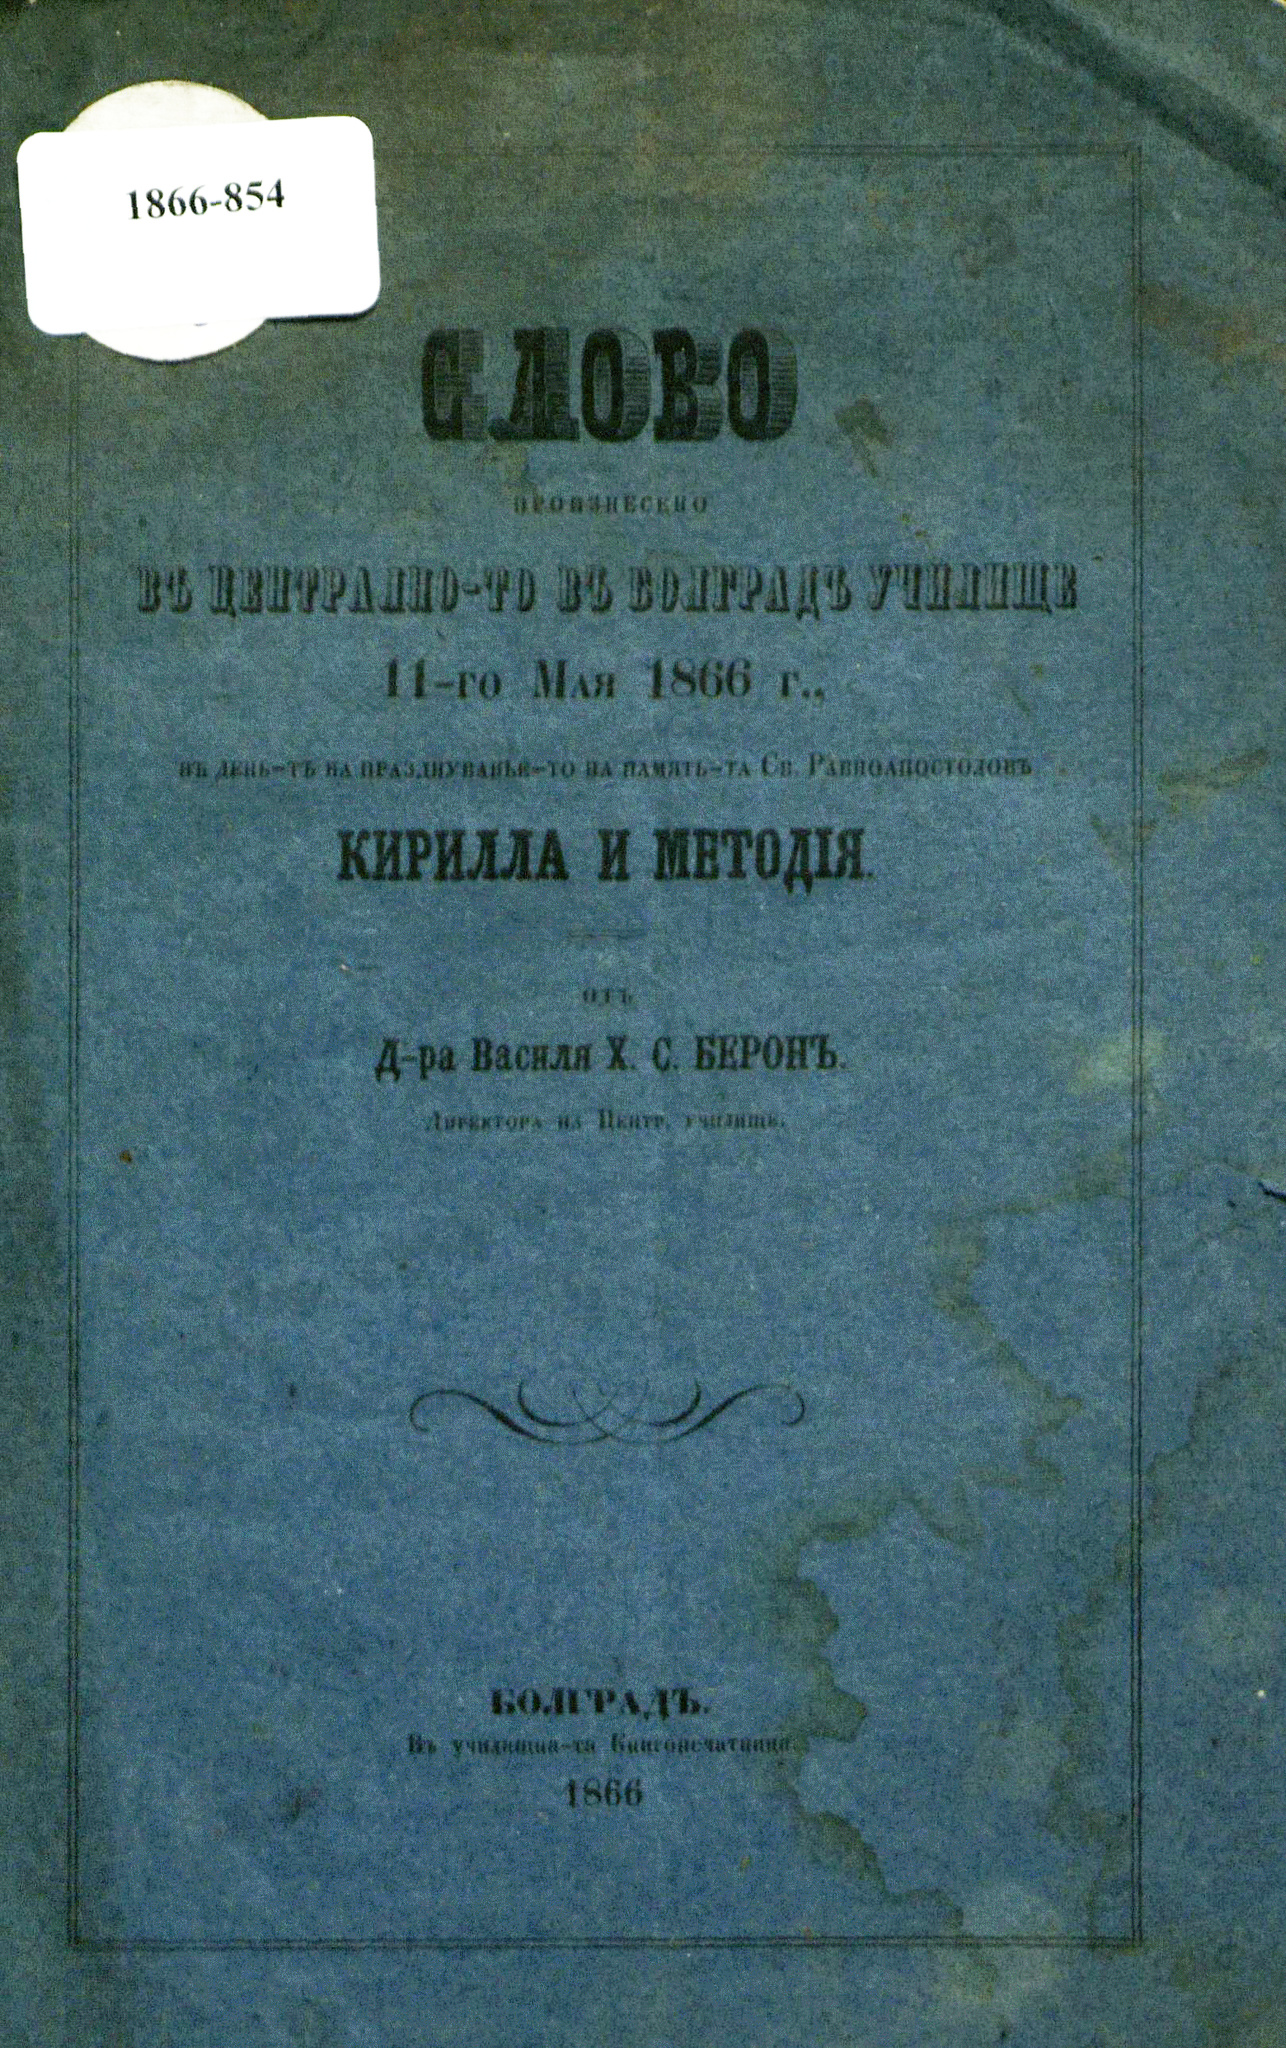 1866-854
СЛОВО
ПРОИЗНЕСЕНО
ВЪ ЦЕНТРАЛНО-ТО ВЪ БОЛГРАДЪ УЧИЛИЩЕ
11-го Мая 1866 г.,
ВЪ ДЕНЬ-ТЪ НА ПРАЗДНУВАНЬЕ-ТО НА ПАМЯТЬ-ТА СВ. РАВНОАПОСТОЛОВЪ
КИРИЛЛА И МЕТОДІЯ.
ОТЪ
Д-ра Василя Х. С. БЕРОНЪ.
ДИРЕКТОРА НА ЦЕНТР. УЧИЛИЩЕ.
БОЛГРАДЪ.
Въ училищна-та Книгопечатница.
1866